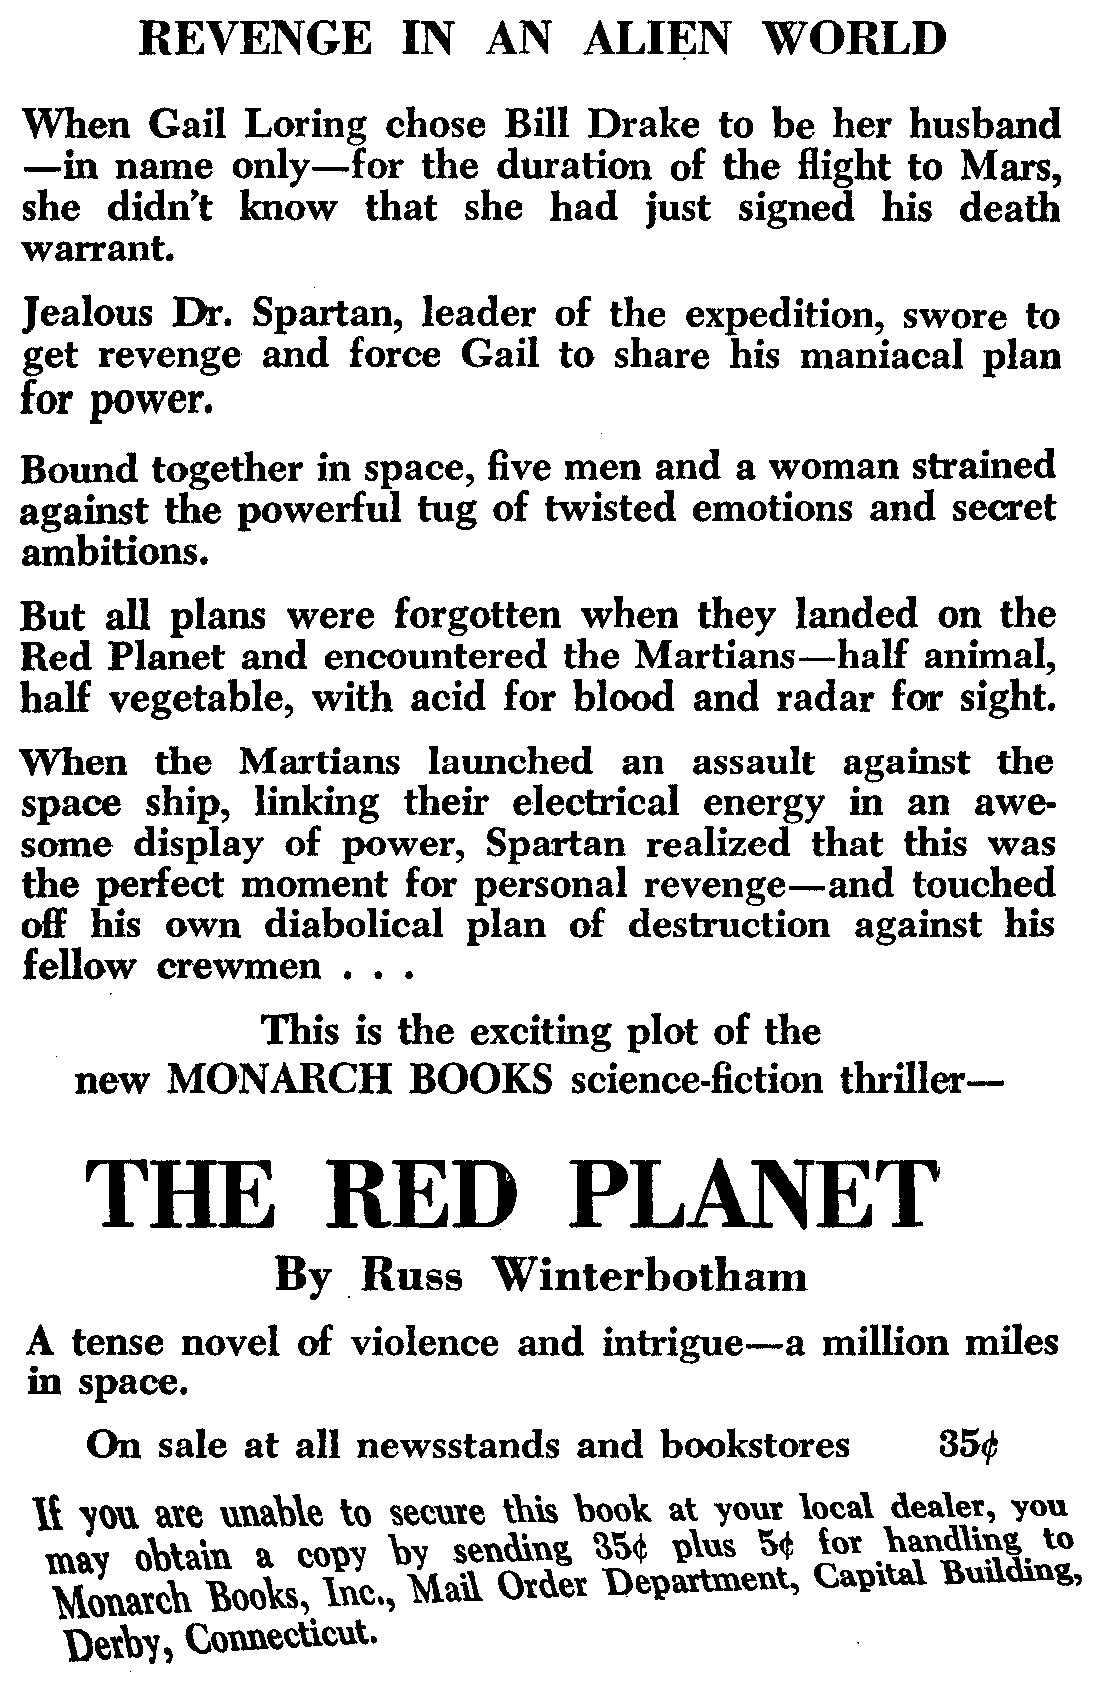 REVENGE IN AN ALIEN WORLD
When Gail Loring chose Bill Drake to be her husband
—in name only—for the duration of the flight to Mars,
she didn't know that she had just signed his death
warrant.
Jealous Dr. Spartan, leader of the expedition, swore to
get revenge and force Gail to share his maniacal plan
for power.
Bound together in space, five men and a woman strained
against the powerful tug of twisted emotions and secret
ambitions.
But all plans were forgotten when they landed on the
Red Planet and encountered the Martians—half animal,
half vegetable, with acid for blood and radar for sight.
When the Martians launched an assault against the
space ship, linking their electrical energy in an awe-
some display of power, Spartan realized that this was
the perfect moment for personal revenge—and touched
off his own diabolical plan of destruction against his
fellow crewmen . . .
This is the exciting plot of the
new MONARCH BOOKS science-fiction thriller—
THE RED PLANET
By Russ Winterbotham
A tense novel of violence and intrigue—a million miles
in space.
On sale at all newsstands and bookstores 35¢
If you are unable to secure this book at your local dealer, you
may obtain a copy by sending 35¢ plus 5¢ for handling to
Monarch Books, Inc., Mail Order Department, Capital Building,
Derby, Connecticut.